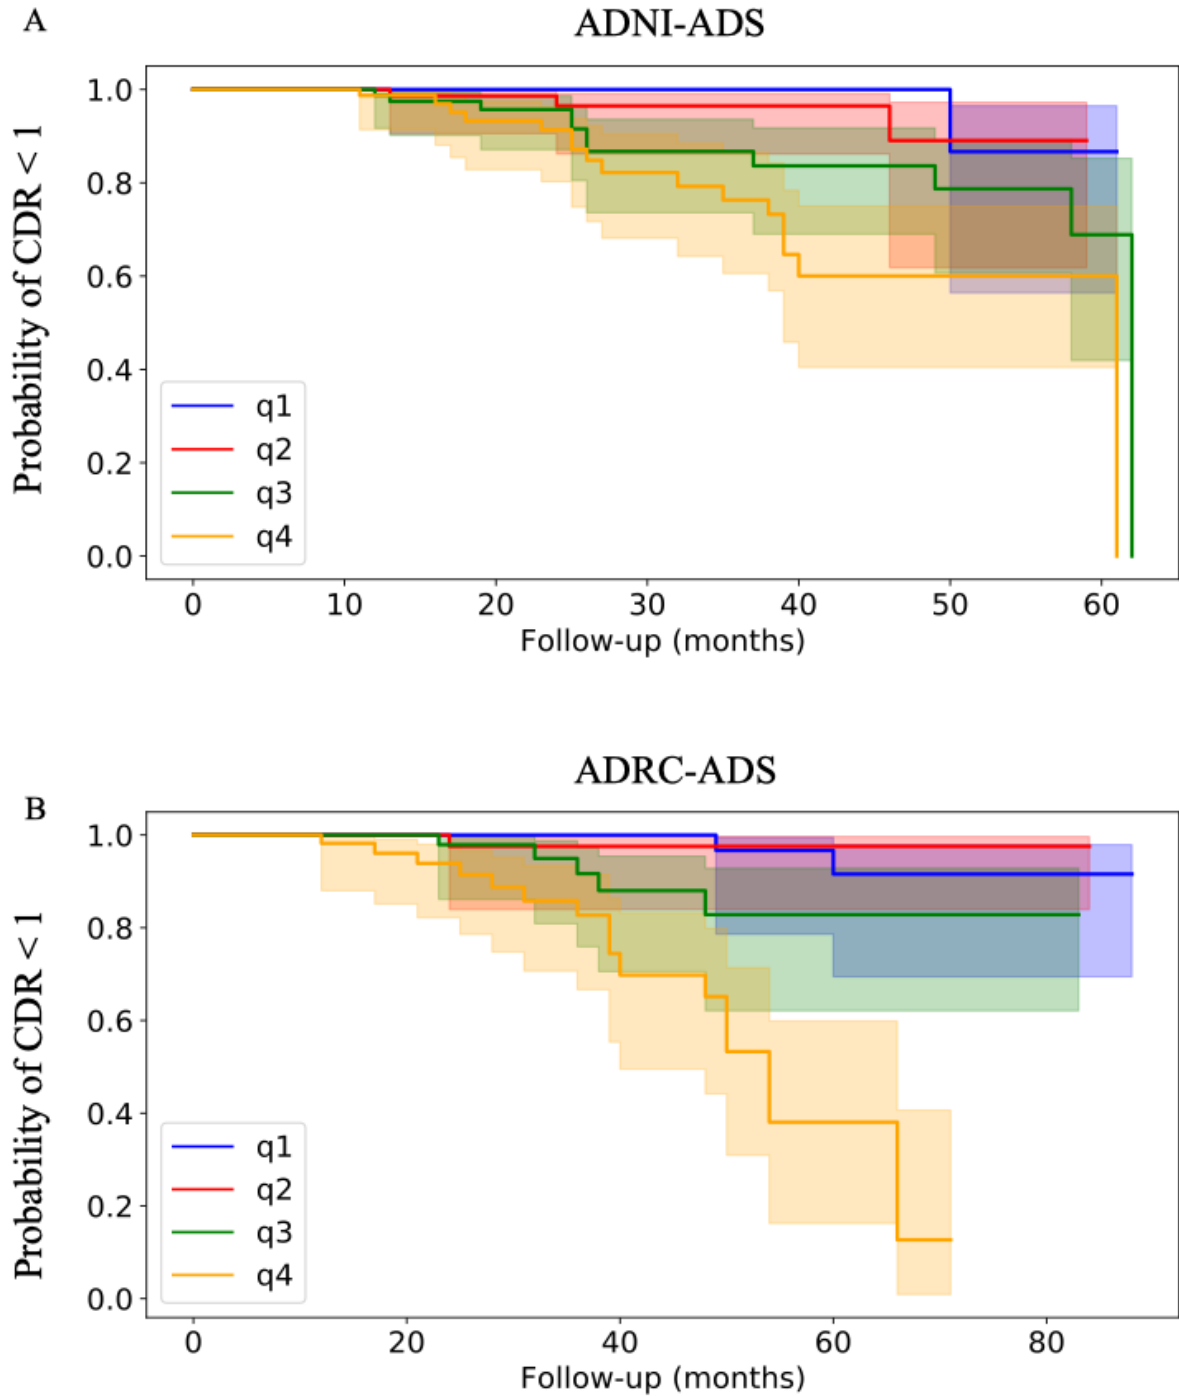 A
ADNI-ADS
Probability of CDR < 1
1.0
0.8
0.6
0.4
0.2
0.0
q1
q2
q3
q4
0 10 20 30 40 50 60
Follow-up (months)
B
ADRC-ADS
Probability of CDR < 1
1.0
0.8
0.6
0.4
0.2
0.0
q1
q2
q3
q4
0 20 40 60 80
Follow-up (months)